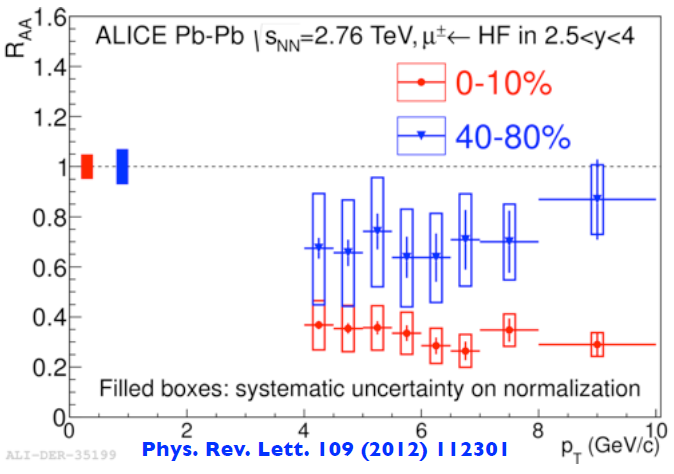 ALICE Pb-Pb √sNN=2.76 TeV, μ±← HF in 2.5<y<4
0-10%
40-80%
RAA
1.6
1.4
1.2
1
0.8
0.6
0.4
0.2
0
Filled boxes: systematic uncertainty on normalization
0 2 4 6 8 10
pT (GeV/c)
ALI-DER-35199
Phys. Rev. Lett. 109 (2012) 112301